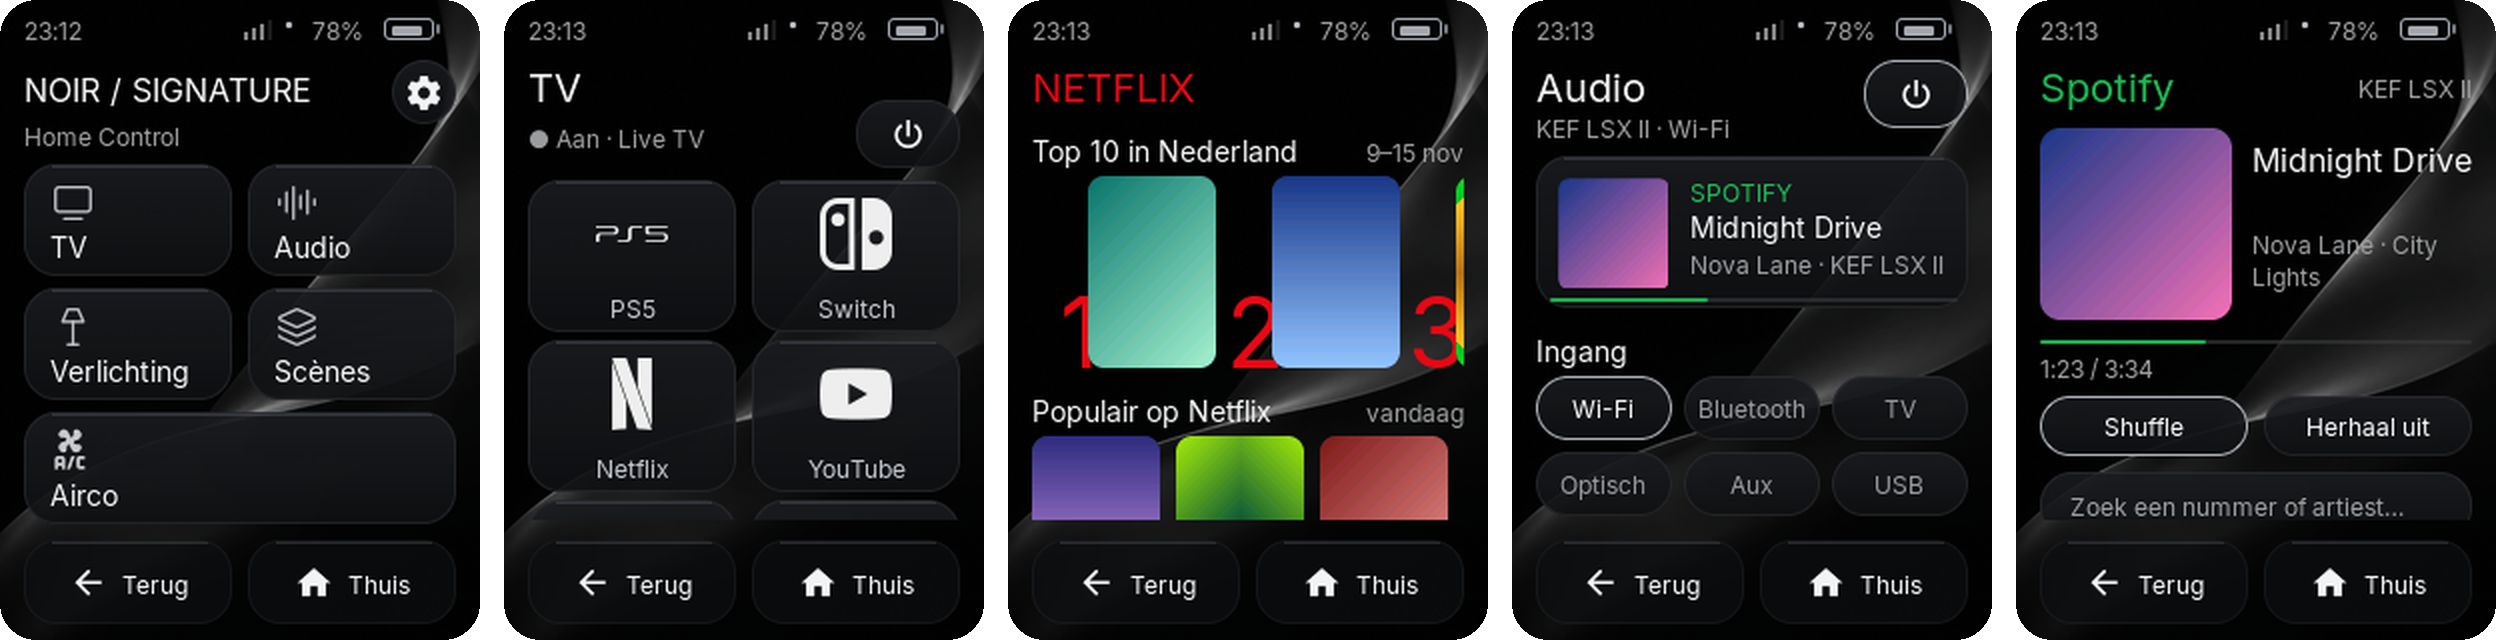 23:12 78%
NOIR / SIGNATURE
Home Control
TV
Audio
Verlichting
Scènes
A/C
Airco
Terug
Thuis
23:13 78%
TV
Aan · Live TV
PS5
PS5
Switch
N
Netflix
YouTube
Terug
Thuis
23:13 78%
NETFLIX
Top 10 in Nederland 9–15 nov
1 2 3
Populair op Netflix vandaag
Terug
Thuis
23:13 78%
Audio
KEF LSX II · Wi-Fi
SPOTIFY
Midnight Drive
Nova Lane · KEF LSX II
Ingang
Wi-Fi
Bluetooth
TV
Optisch
Aux
USB
Terug
Thuis
23:13 78%
Spotify KEF LSX II
Midnight Drive
Nova Lane · City
Lights
1:23 / 3:34
Shuffle
Herhaal uit
Zoek een nummer of artiest...
Terug
Thuis